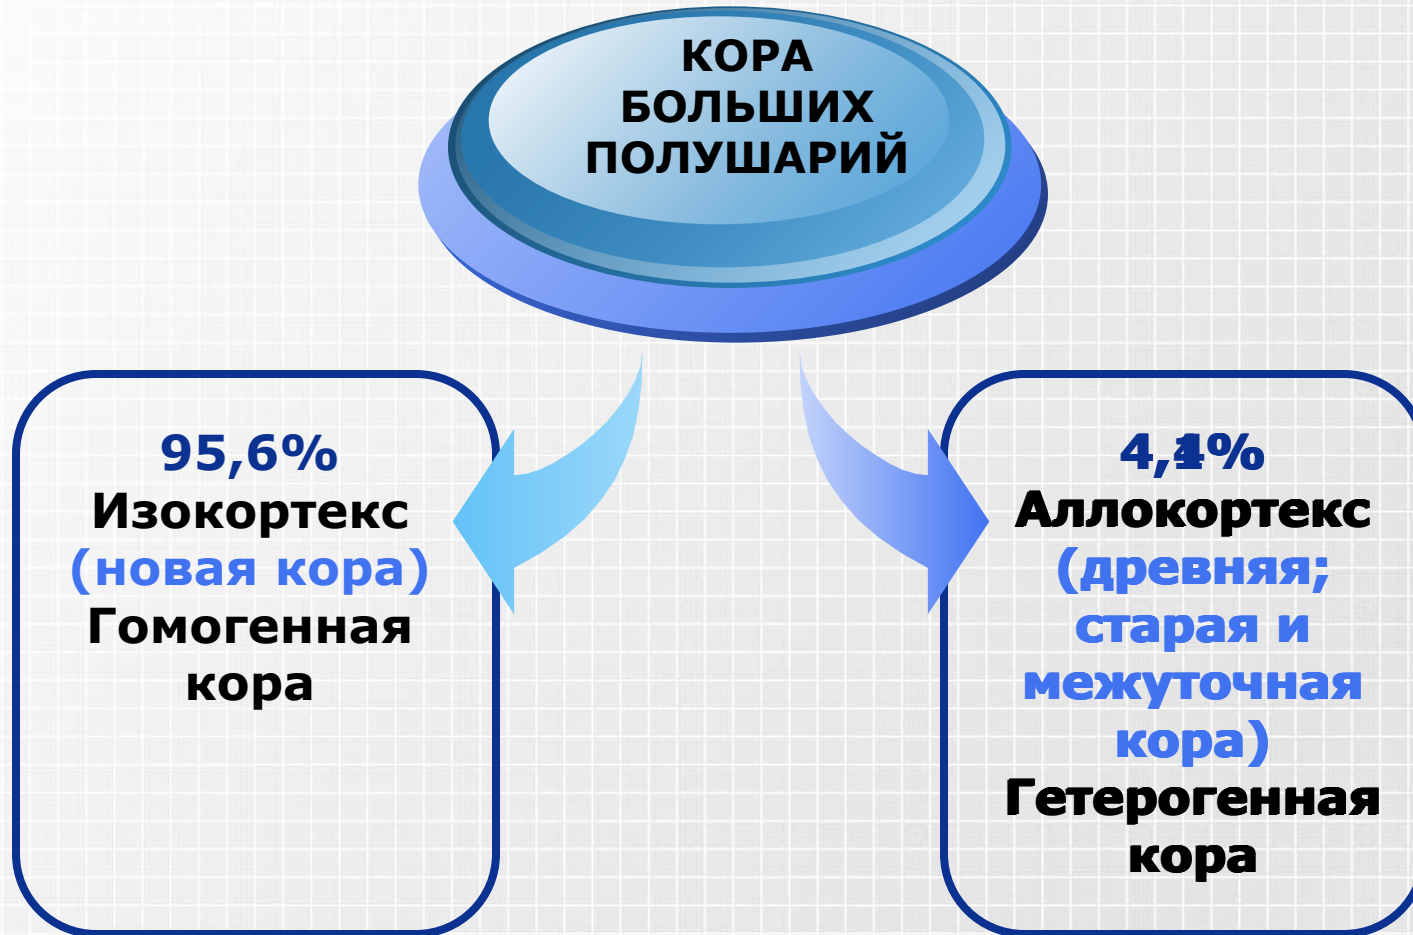 КОРА
БОЛЬШИХ
ПОЛУШАРИЙ
95,6%
Изокортекс
(новая кора)
Гомогенная
кора
Аллокортекс
(древняя;
старая и
межуточная
кора)
Гетерогенная
кора